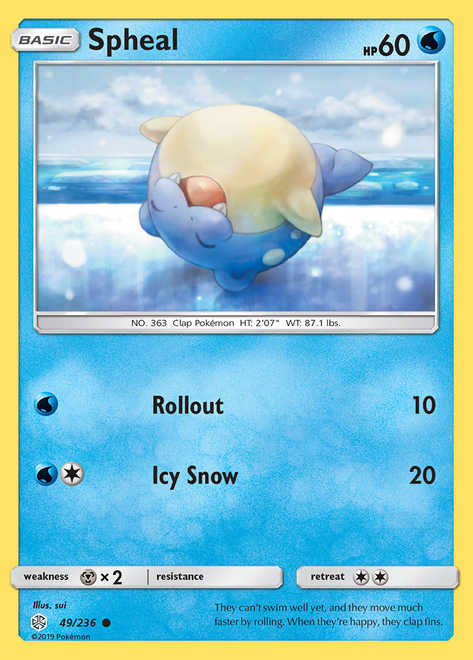 BASIC Spheal HP60
NO. 363 Clap Pokémon HT: 2'07" WT: 87.1 lbs.
Rollout 10
Icy Snow 20
weakness ×2 resistance retreat
Illus. sui
49/236
©2019 Pokémon
They can't swim well yet, and they move much
faster by rolling. When they're happy, they clap fins.